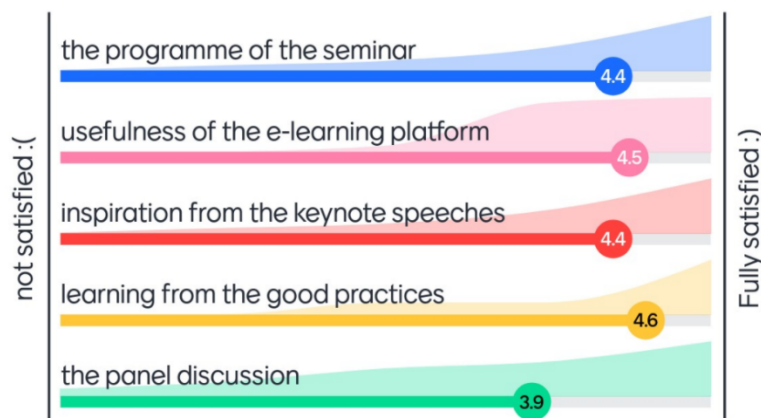 not satisfied :(
the programme of the seminar
4.4
usefulness of the e-learning platform
4.5
inspiration from the keynote speeches
4.4
learning from the good practices
4.6
the panel discussion
3.9
Fully satisfied :)